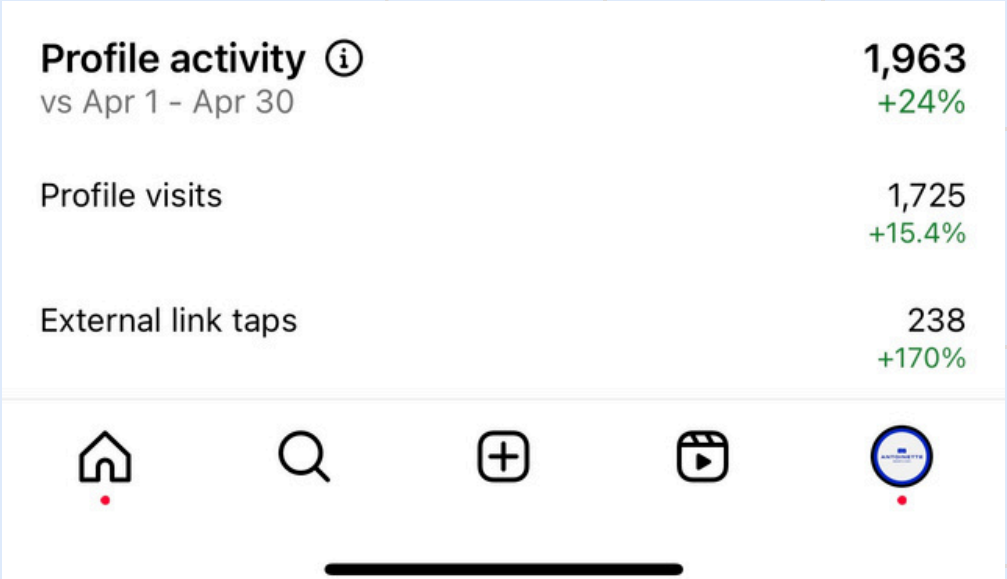 Profile activity 1,963
vs Apr 1 - Apr 30 +24%
Profile visits 1,725
+15.4%
External link taps 238
+170%
ANTOINETTE